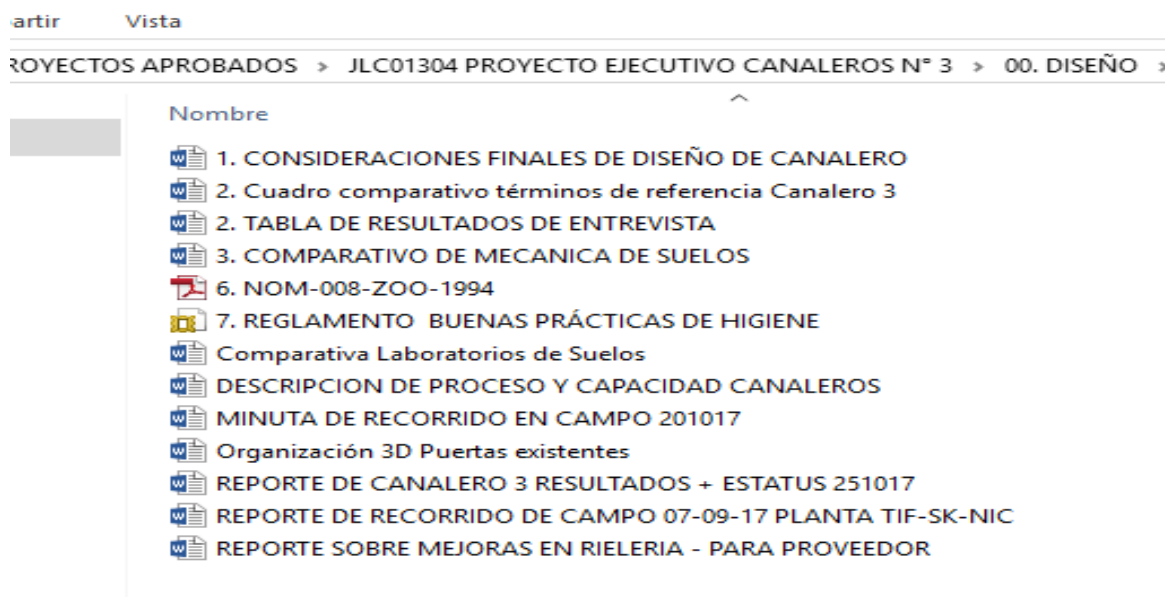 artir Vista
ROYECTOS APROBADOS > JLC01304 PROYECTO EJECUTIVO CANALEROS N° 3 > 00. DISEÑO >
Nombre
1. CONSIDERACIONES FINALES DE DISEÑO DE CANALERO
2. Cuadro comparativo términos de referencia Canalero 3
2. TABLA DE RESULTADOS DE ENTREVISTA
3. COMPARATIVO DE MECANICA DE SUELOS
6. NOM-008-ZOO-1994
7. REGLAMENTO  BUENAS PRÁCTICAS DE HIGIENE
Comparativa Laboratorios de Suelos
DESCRIPCION DE PROCESO Y CAPACIDAD CANALEROS
MINUTA DE RECORRIDO EN CAMPO 201017
Organización 3D Puertas existentes
REPORTE DE CANALERO 3 RESULTADOS + ESTATUS 251017
REPORTE DE RECORRIDO DE CAMPO 07-09-17 PLANTA TIF-SK-NIC
REPORTE SOBRE MEJORAS EN RIELERIA - PARA PROVEEDOR